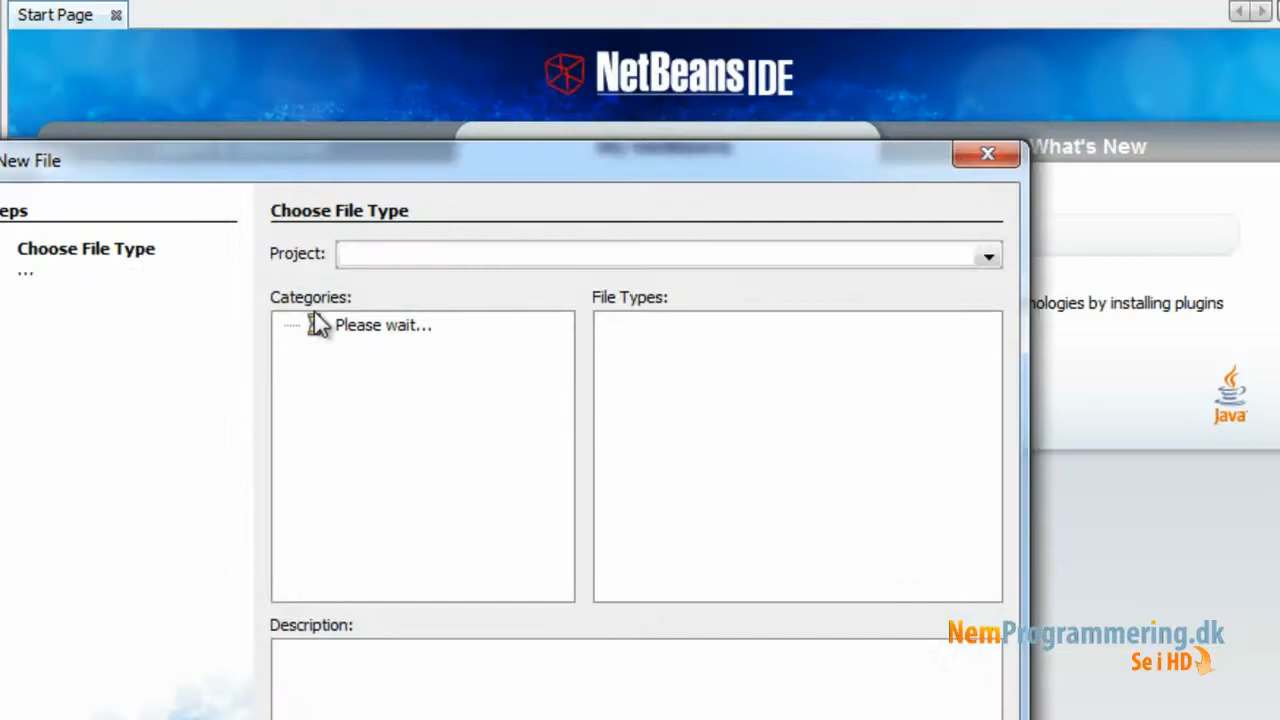 Start Page
NetBeans IDE
What's New
New File
eps
Choose File Type
Choose File Type
...
Project:
Categories:
File Types:
Please wait...
nologies by installing plugins
Java
Description:
NemProgrammering.dk
Se i HD